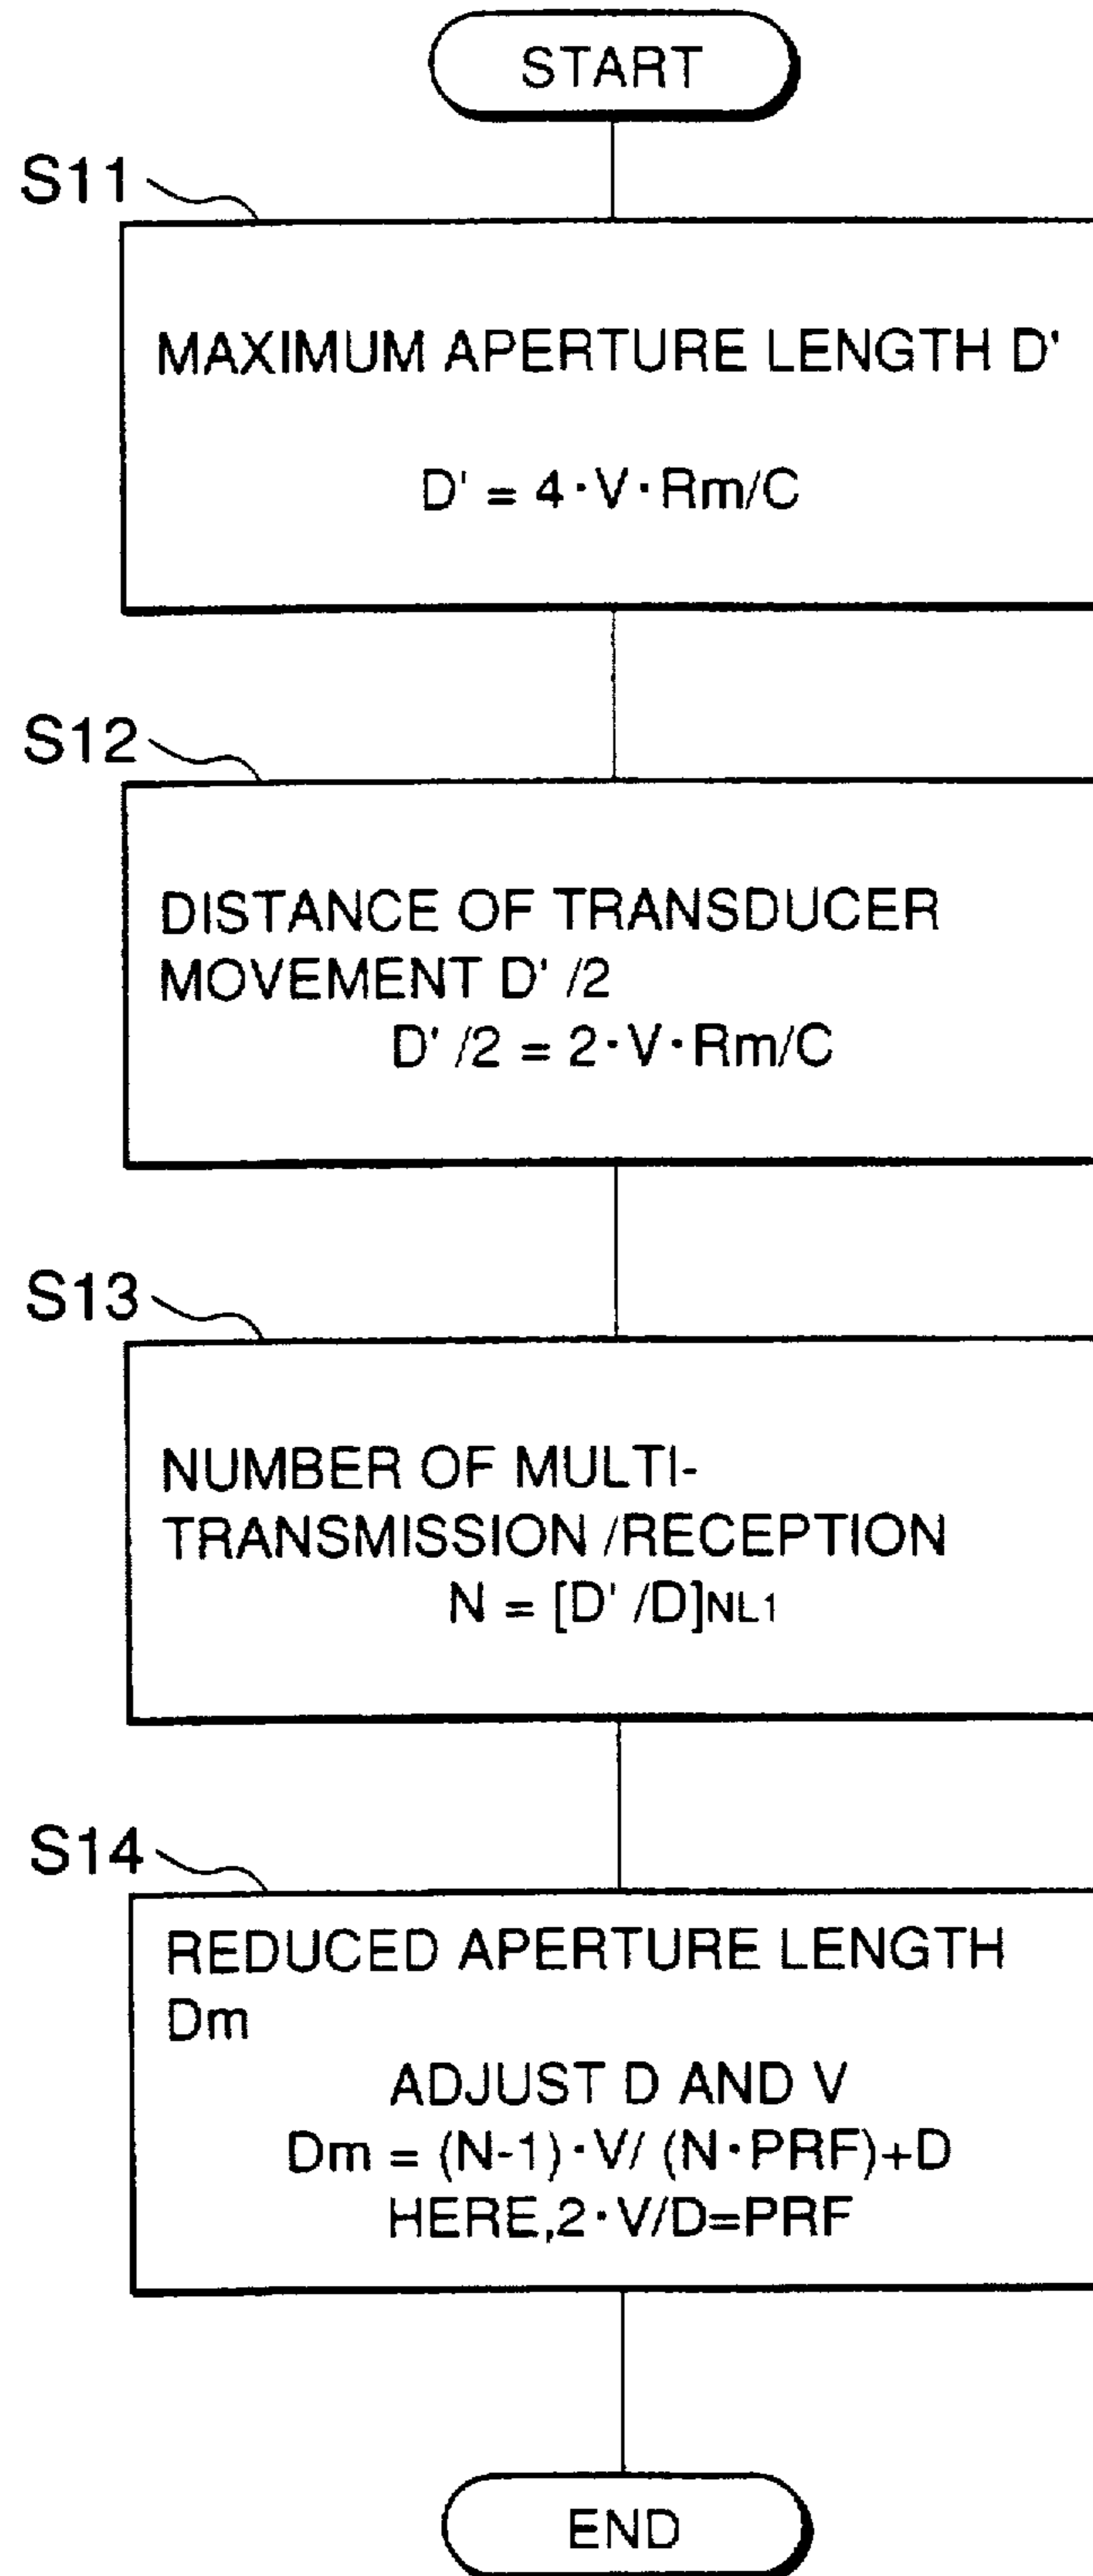 START
S11
MAXIMUM APERTURE LENGTH D'
D' = 4·V·Rm/C
S12
DISTANCE OF TRANSDUCER
MOVEMENT D' /2
D' /2 = 2·V·Rm/C
S13
NUMBER OF MULTI-
TRANSMISSION /RECEPTION
N = [D' /D]NL1
S14
REDUCED APERTURE LENGTH
Dm
ADJUST D AND V
Dm = (N-1)·V/ (N·PRF)+D
HERE,2·V/D=PRF
END